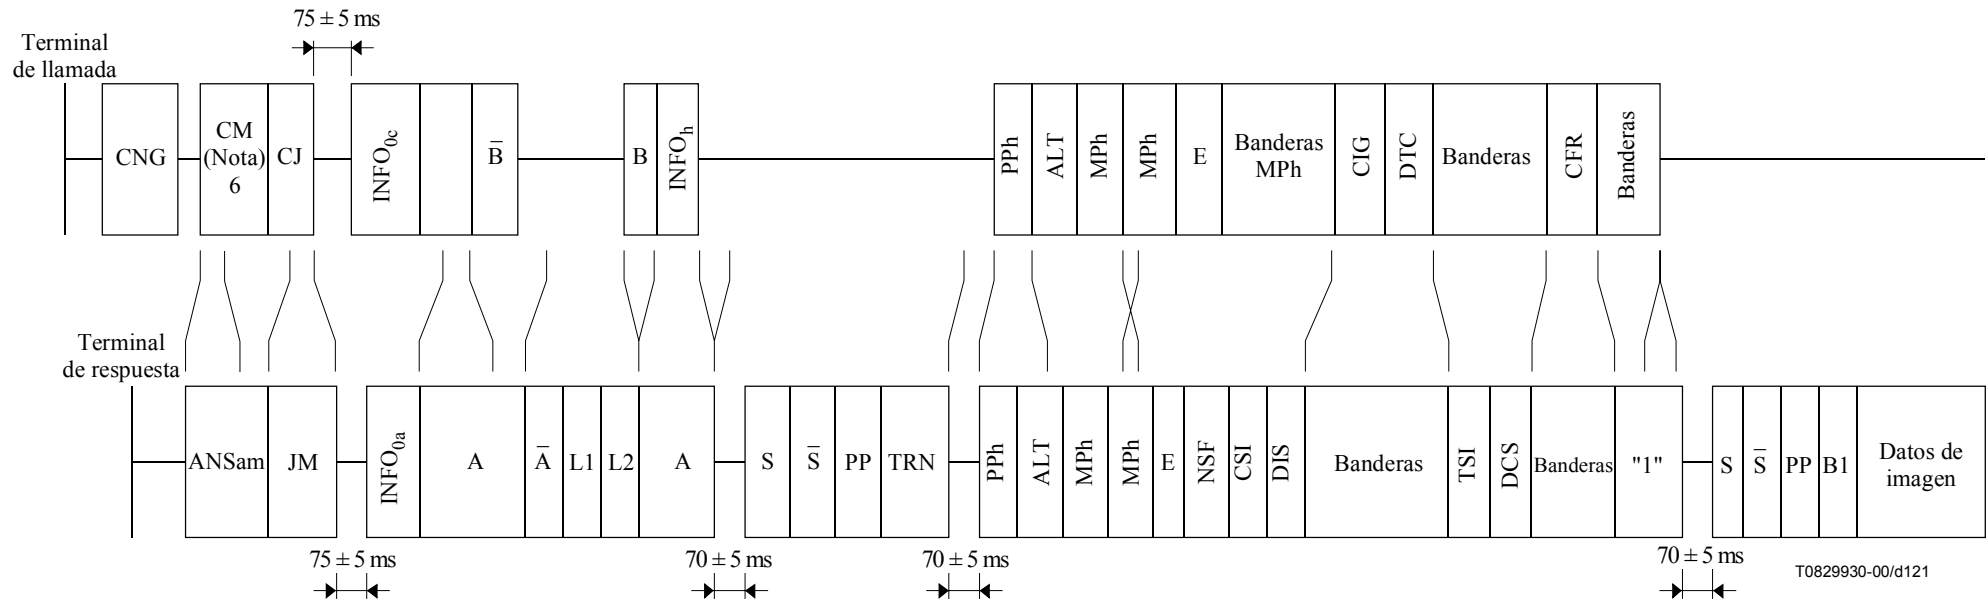 75 ± 5 ms
Terminal
de llamada
CNG
CM
(Nota)
6
CJ
INFO0c
B̅
B
INFOh
PPh
ALT
MPh
MPh
E
Banderas
MPh
CIG
DTC
Banderas
CFR
Banderas
Terminal
de respuesta
ANSam
JM
INFO0a
A
A̅
L1
L2
A
S
S̅
PP
TRN
PPh
ALT
MPh
MPh
E
NSF
CSI
DIS
Banderas
TSI
DCS
Banderas
"1"
S
S̅
PP
B1
Datos de
imagen
75 ± 5 ms
70 ± 5 ms
70 ± 5 ms
70 ± 5 ms
T0829930-00/d121